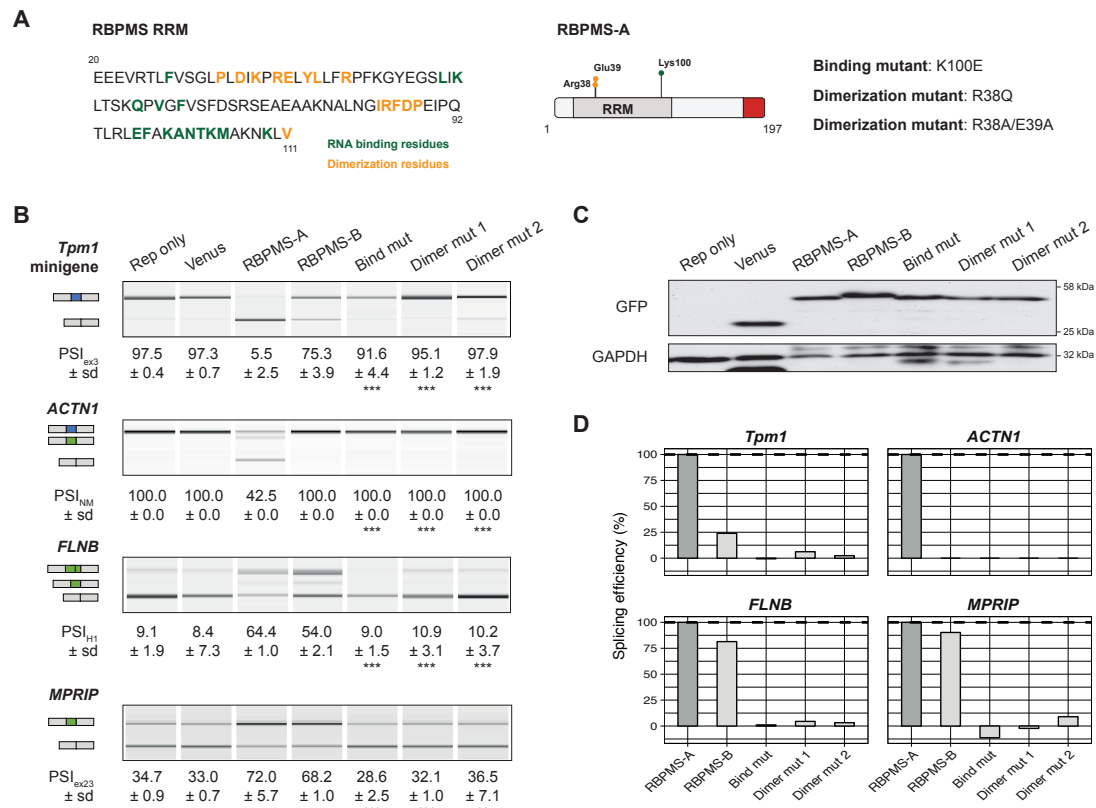 A
RBPMS RRM
20
EEEVRTLFVSGLPLDIKPRELYLLFRPFKGYEGSLIK
LTSKQPVGFVSFDSRSEAEAAKNALNGIRFDPEIPQ
92
TLRLEFAKANTKMAKNKLV
111
RNA binding residues
Dimerization residues
RBPMS-A
Glu39
Arg38
Lys100
RRM
1
197
Binding mutant: K100E
Dimerization mutant: R38Q
Dimerization mutant: R38A/E39A
B
Tpm1
minigene
Rep only Venus RBPMS-A RBPMS-B Bind mut Dimer mut 1 Dimer mut 2
PSIex3 97.5 97.3 5.5 75.3 91.6 95.1 97.9
± sd ± 0.4 ± 0.7 ± 2.5 ± 3.9 ± 4.4 ± 1.2 ± 1.9
*** *** ***
ACTN1
PSINM 100.0 100.0 42.5 100.0 100.0 100.0 100.0
± sd ± 0.0 ± 0.0 ± 0.0 ± 0.0 ± 0.0 ± 0.0 ± 0.0
*** *** ***
FLNB
PSIH1 9.1 8.4 64.4 54.0 9.0 10.9 10.2
± sd ± 1.9 ± 7.3 ± 1.0 ± 2.1 ± 1.5 ± 3.1 ± 3.7
*** *** ***
MPRIP
PSIex23 34.7 33.0 72.0 68.2 28.6 32.1 36.5
± sd ± 0.9 ± 0.7 ± 5.7 ± 1.0 ± 2.5 ± 1.0 ± 7.1
C
Rep only Venus RBPMS-A RBPMS-B Bind mut Dimer mut 1 Dimer mut 2
GFP
58 kDa
25 kDa
GAPDH
32 kDa
D
Splicing efficiency (%)
Tpm1
100
75
50
25
0
ACTN1
100
75
50
25
0
FLNB
100
75
50
25
0
RBPMS-A RBPMS-B Bind mut Dimer mut 1 Dimer mut 2
MPRIP
100
75
50
25
0
RBPMS-A RBPMS-B Bind mut Dimer mut 1 Dimer mut 2